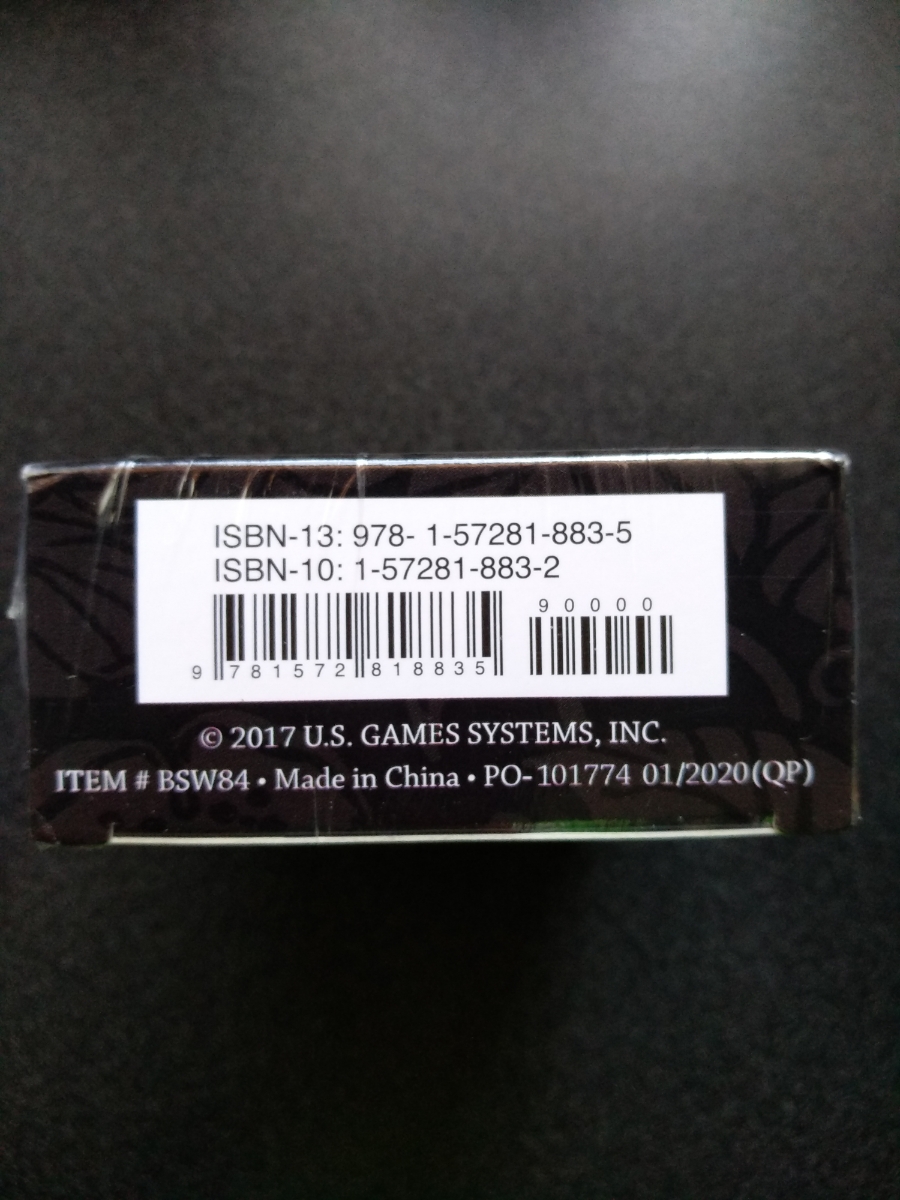 ISBN-13: 978- 1-57281-883-5
ISBN-10: 1-57281-883-2
90000
9 781572 818835
© 2017 U.S. GAMES SYSTEMS, INC.
ITEM # BSW84 • Made in China • PO-101774 01/2020(QP)